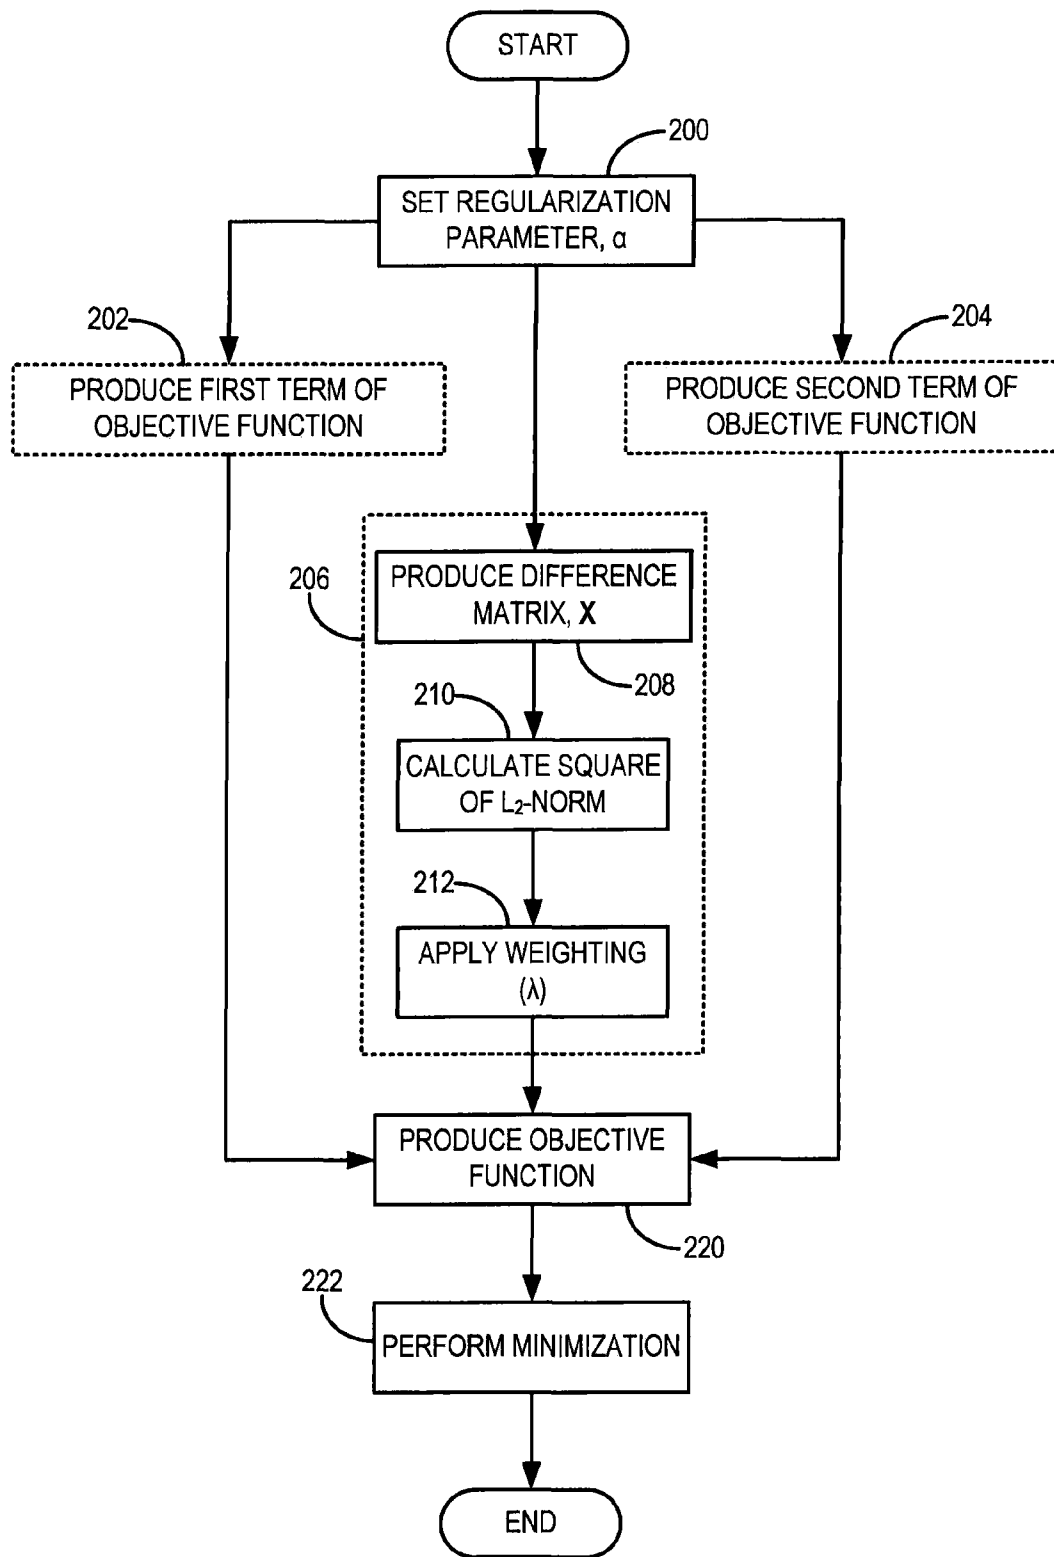 START
200
SET REGULARIZATION
PARAMETER, α
202
PRODUCE FIRST TERM OF
OBJECTIVE FUNCTION
204
PRODUCE SECOND TERM OF
OBJECTIVE FUNCTION
206
PRODUCE DIFFERENCE
MATRIX, X
208
210
CALCULATE SQUARE
OF L₂-NORM
212
APPLY WEIGHTING
(λ)
PRODUCE OBJECTIVE
FUNCTION
220
222
PERFORM MINIMIZATION
END